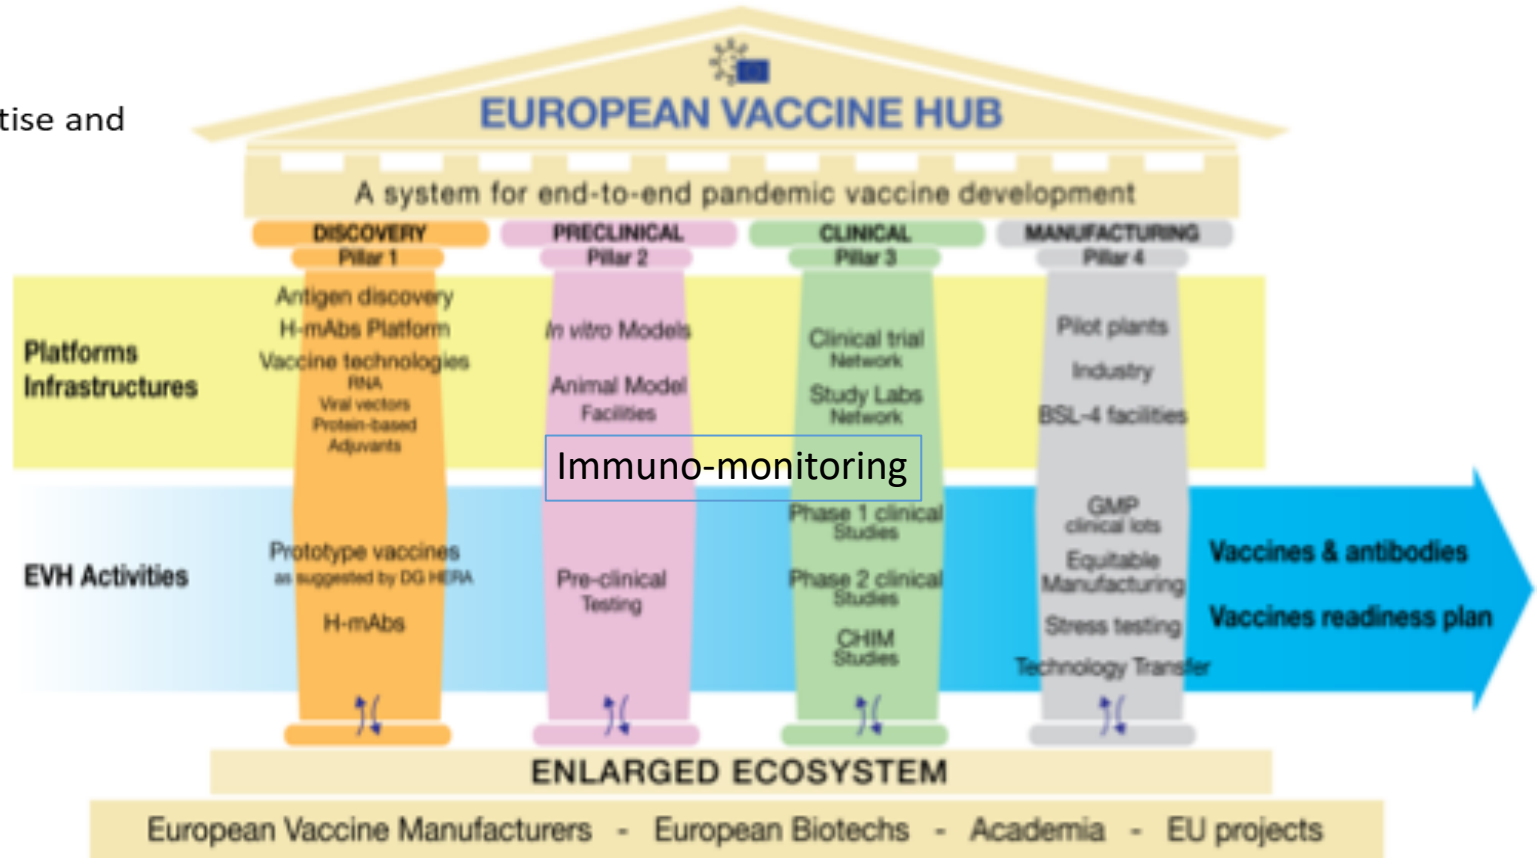 tise and
EUROPEAN VACCINE HUB
A system for end-to-end pandemic vaccine development
DISCOVERY
Pillar 1
PRECLINICAL
Pillar 2
CLINICAL
Pillar 3
MANUFACTURING
Pillar 4
Platforms
Infrastructures
Antigen discovery
H-mAbs Platform
Vaccine technologies
RNA
Viral vectors
Protein-based
Adjuvants
In vitro Models
Animal Model
Facilities
Clinical trial
Network
Study Labs
Network
Pilot plants
Industry
BSL-4 facilities
Immuno-monitoring
EVH Activities
Prototype vaccines
as suggested by DG HERA
H-mAbs
Pre-clinical
Testing
Phase 1 clinical
Studies
Phase 2 clinical
Studies
CHIM
Studies
GMP
clinical lots
Equitable
Manufacturing
Stress testing
Technology Transfer
Vaccines & antibodies
Vaccines readiness plan
ENLARGED ECOSYSTEM
European Vaccine Manufacturers - European Biotechs - Academia - EU projects